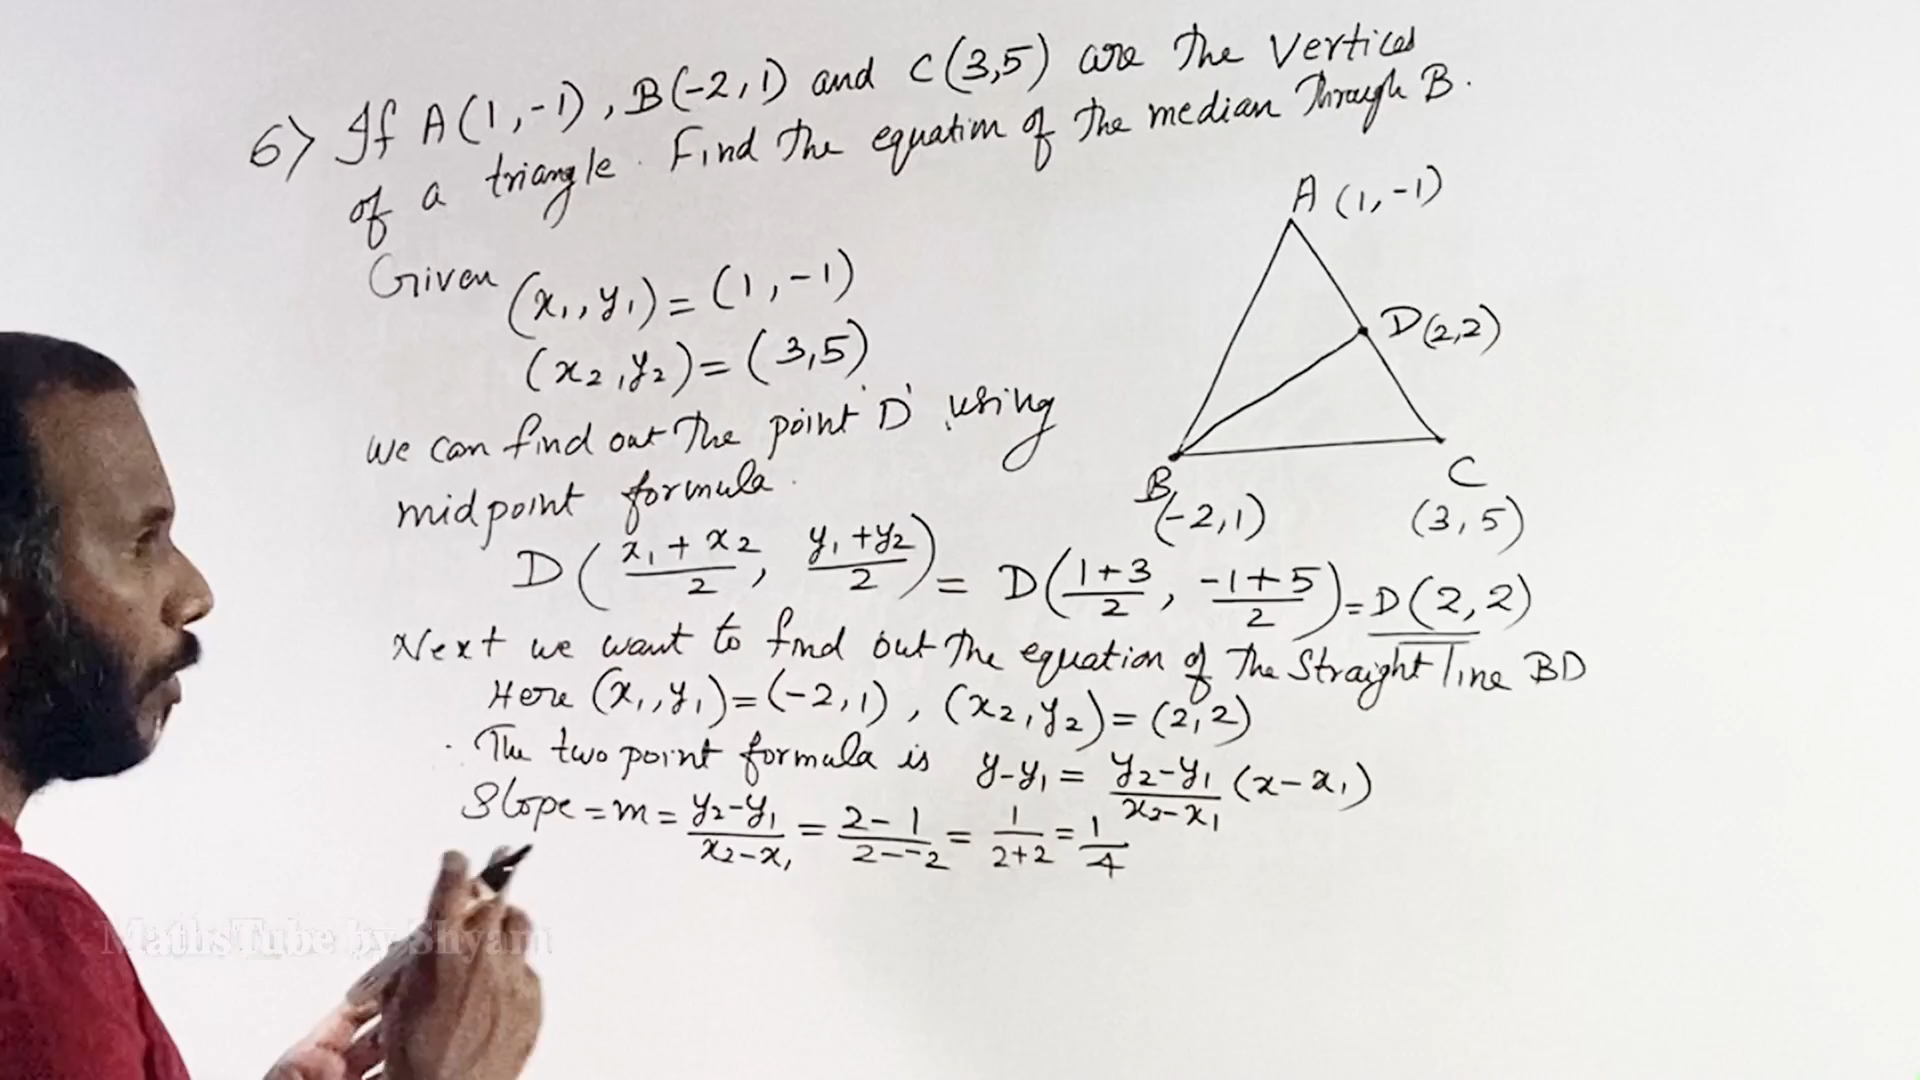 6) If A(1,-1), B(-2,1) and C(3,5) are the vertices
of a triangle. Find the equation of the median through B.
Given (x₁,y₁)=(1,-1)
(x₂,y₂)=(3,5)
we can find out the point 'D' using
midpoint formula.
D((x₁+x₂)/2, (y₁+y₂)/2) = D((1+3)/2, (-1+5)/2) = D(2,2)
Next we want to find out the equation of the straight line BD
Here (x₁,y₁)=(-2,1), (x₂,y₂)=(2,2)
The two point formula is y-y₁ = (y₂-y₁)/(x₂-x₁) (x-x₁)
Slope = m = (y₂-y₁)/(x₂-x₁) = (2-1)/(2--2) = 1/(2+2) = 1/4
A (1,-1)
D(2,2)
B
(-2,1)
C
(3,5)
MathsTube by Shyam